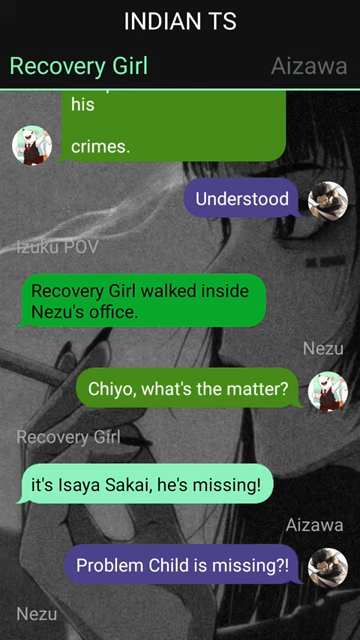 INDIAN TS
Recovery Girl
Aizawa
his
crimes.
Understood
Izuku POV
Recovery Girl walked inside
Nezu's office.
Nezu
Chiyo, what's the matter?
Recovery Girl
it's Isaya Sakai, he's missing!
Aizawa
Problem Child is missing?!
Nezu